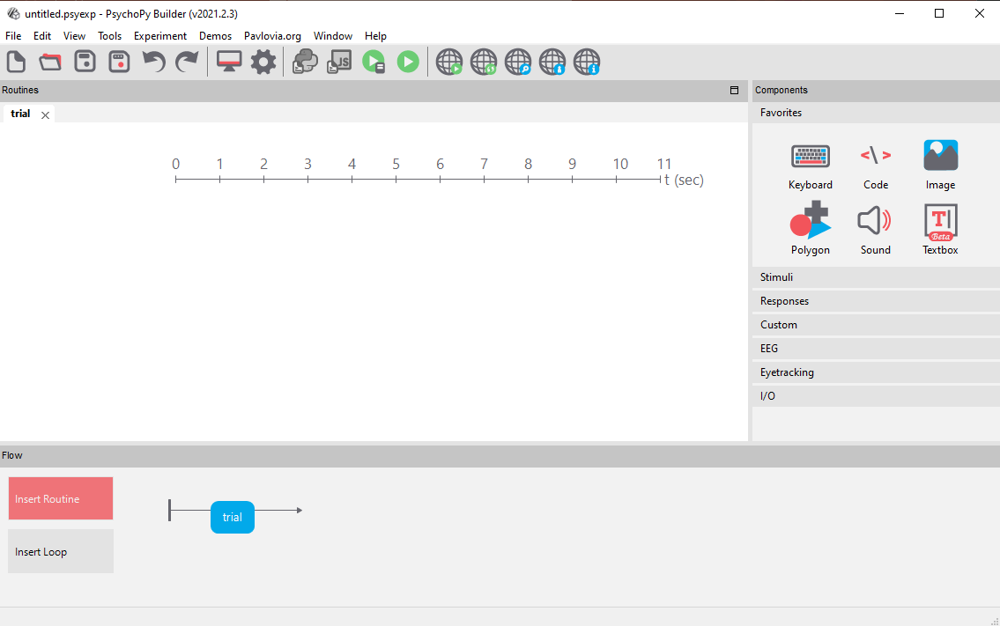 untitled.psyexp - PsychoPy Builder (v2021.2.3)
File Edit View Tools Experiment Demos Pavlovia.org Window Help
JS
Routines
Components
trial
Favorites
0 1 2 3 4 5 6 7 8 9 10 11
t (sec)
Keyboard Code Image
T
Beta
Polygon Sound Textbox
Stimuli
Responses
Custom
EEG
Eyetracking
I/O
Flow
Insert Routine
trial
Insert Loop